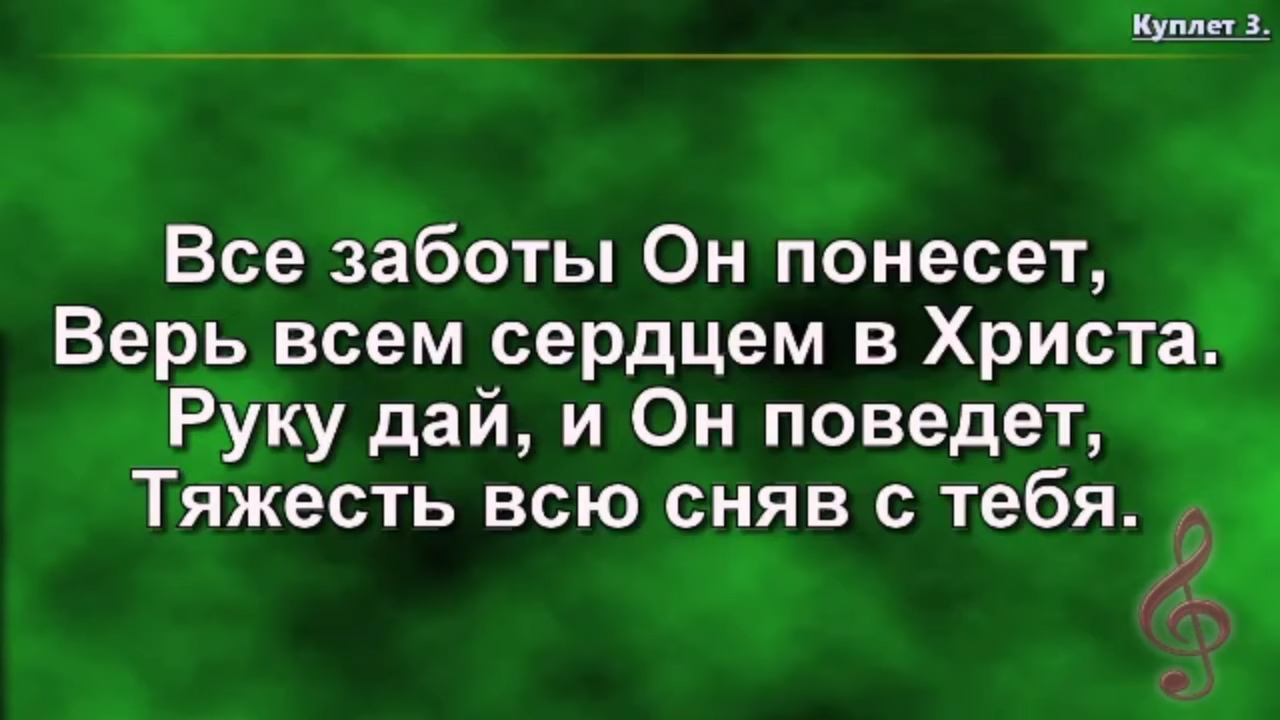 Куплет 3.
Все заботы Он понесет,
Верь всем сердцем в Христа.
Руку дай, и Он поведет,
Тяжесть всю сняв с тебя.